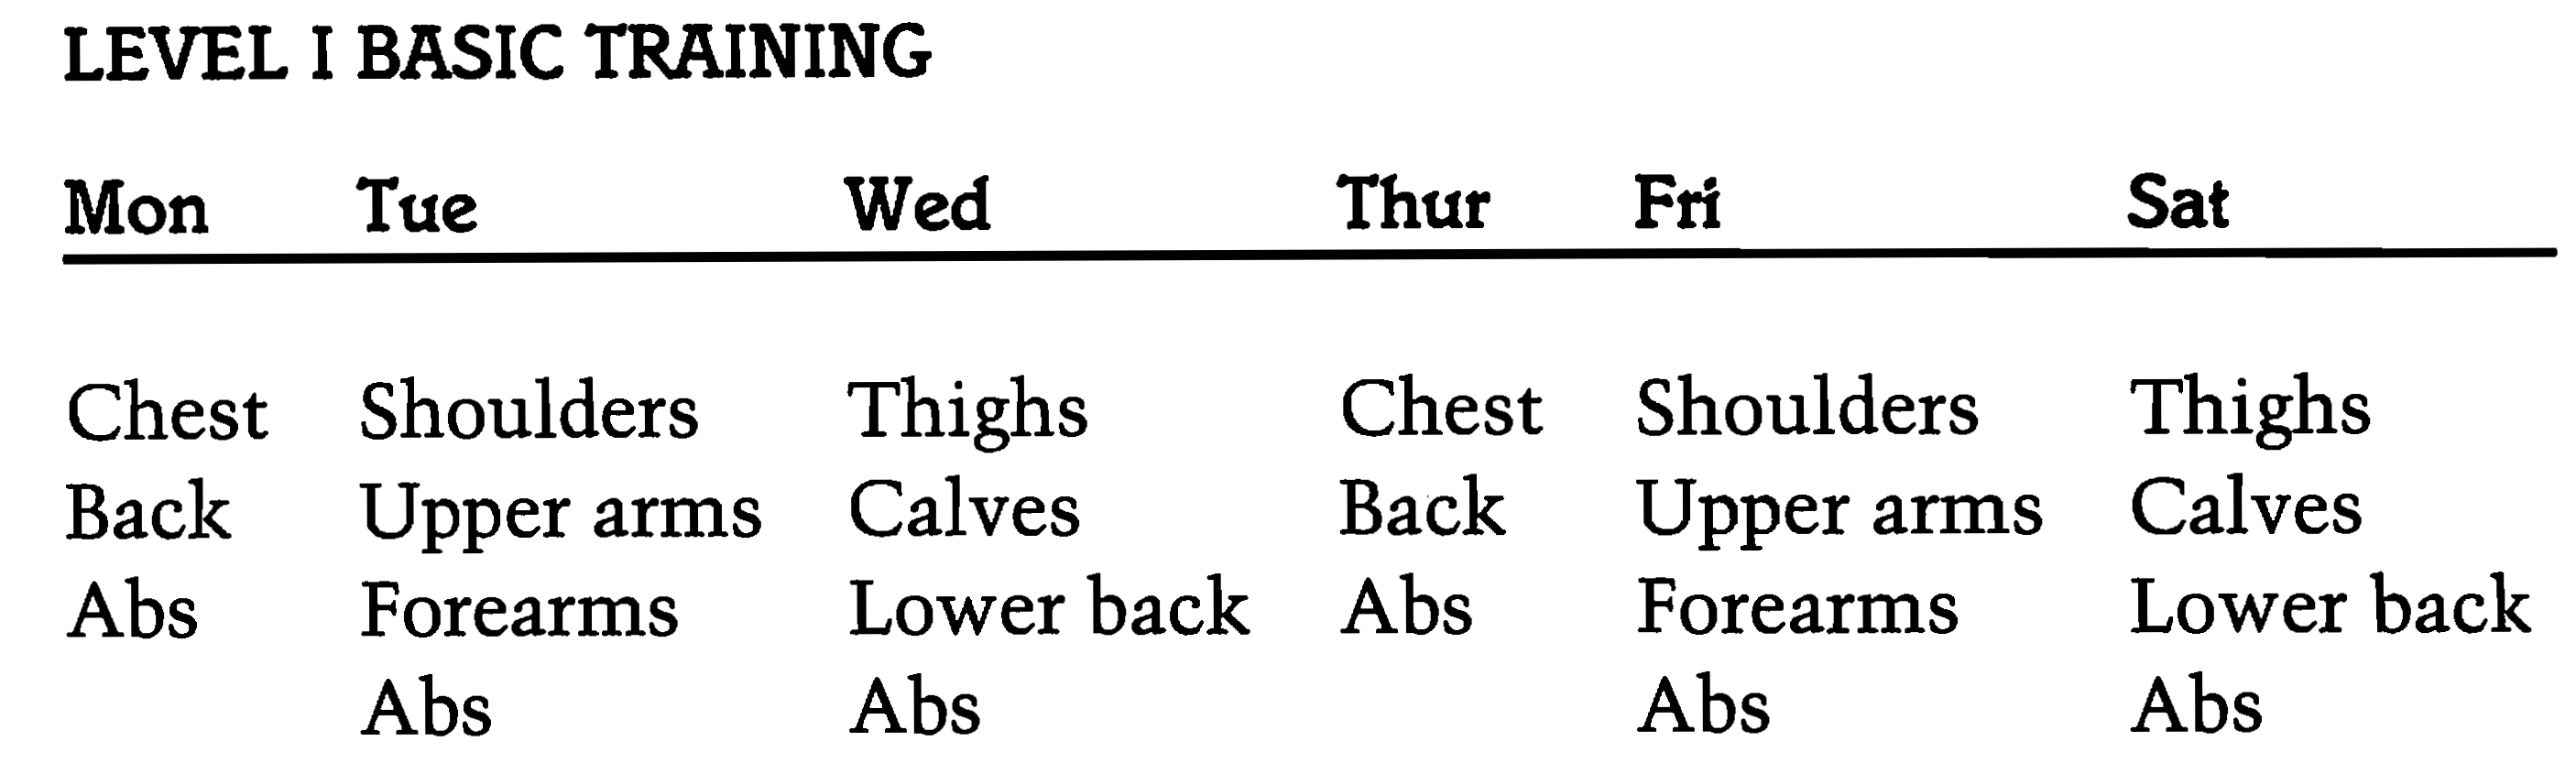 LEVEL I BASIC TRAINING
Mon Tue Wed Thur Fri Sat
Chest Shoulders Thighs Chest Shoulders Thighs
Back Upper arms Calves Back Upper arms Calves
Abs Forearms Lower back Abs Forearms Lower back
Abs Abs Abs Abs